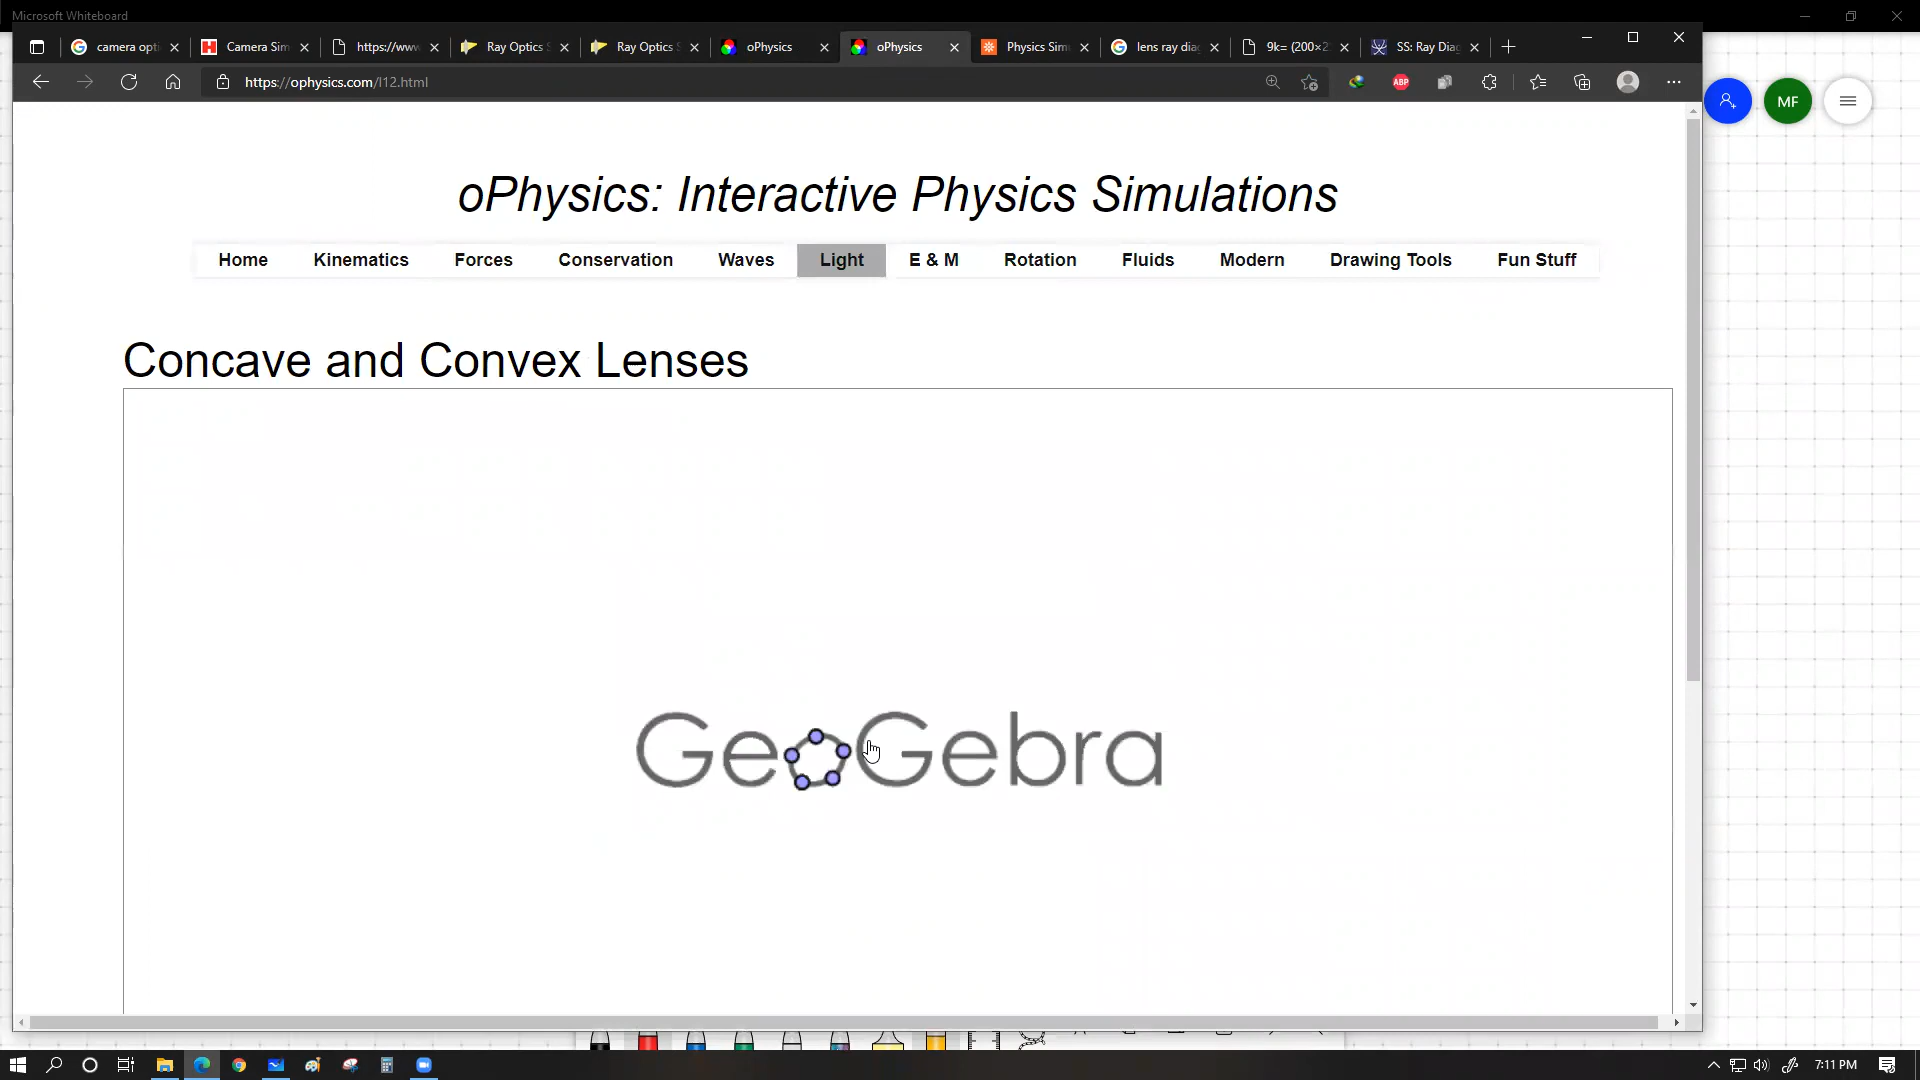 Microsoft Whiteboard
camera opti
Camera Sim
https://www
Ray Optics S
Ray Optics S
oPhysics
oPhysics
Physics Sim
lens ray dia
9k= (200×2
SS: Ray Diag
https://ophysics.com/l12.html
ABP
MF
oPhysics: Interactive Physics Simulations
Home Kinematics Forces Conservation Waves Light E & M Rotation Fluids Modern Drawing Tools Fun Stuff
Concave and Convex Lenses
GeoGebra
7:11 PM